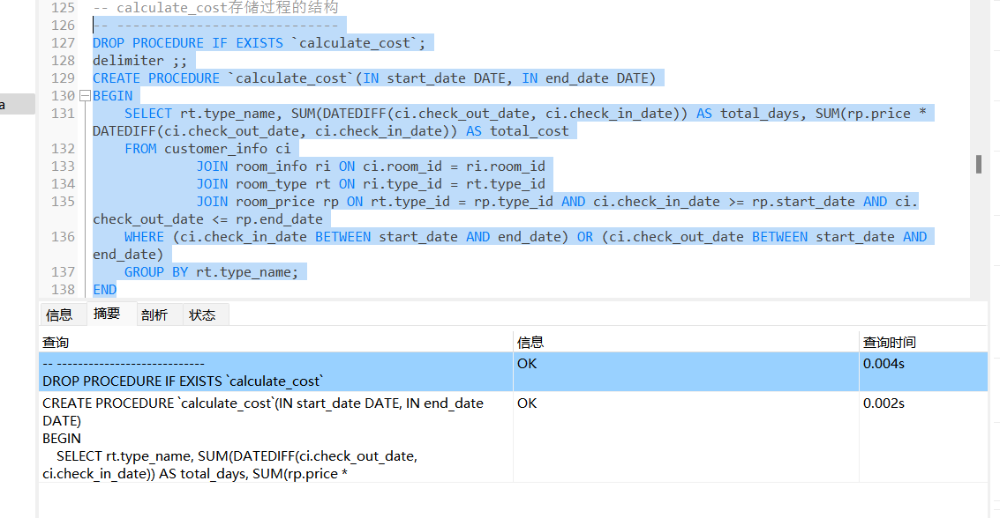 125 -- calculate_cost存储过程的结构
126 -- ----------------------------
127 DROP PROCEDURE IF EXISTS `calculate_cost`;
128 delimiter ;;
129 CREATE PROCEDURE `calculate_cost`(IN start_date DATE, IN end_date DATE)
130 BEGIN
131 SELECT rt.type_name, SUM(DATEDIFF(ci.check_out_date, ci.check_in_date)) AS total_days, SUM(rp.price *
DATEDIFF(ci.check_out_date, ci.check_in_date)) AS total_cost
132 FROM customer_info ci
133 JOIN room_info ri ON ci.room_id = ri.room_id
134 JOIN room_type rt ON ri.type_id = rt.type_id
135 JOIN room_price rp ON rt.type_id = rp.type_id AND ci.check_in_date >= rp.start_date AND ci.
check_out_date <= rp.end_date
136 WHERE (ci.check_in_date BETWEEN start_date AND end_date) OR (ci.check_out_date BETWEEN start_date AND
end_date)
137 GROUP BY rt.type_name;
138 END
a
信息 摘要 剖析 状态
查询 信息 查询时间
-- ---------------------------- OK 0.004s
DROP PROCEDURE IF EXISTS `calculate_cost`
CREATE PROCEDURE `calculate_cost`(IN start_date DATE, IN end_date OK 0.002s
DATE)
BEGIN
SELECT rt.type_name, SUM(DATEDIFF(ci.check_out_date,
ci.check_in_date)) AS total_days, SUM(rp.price *